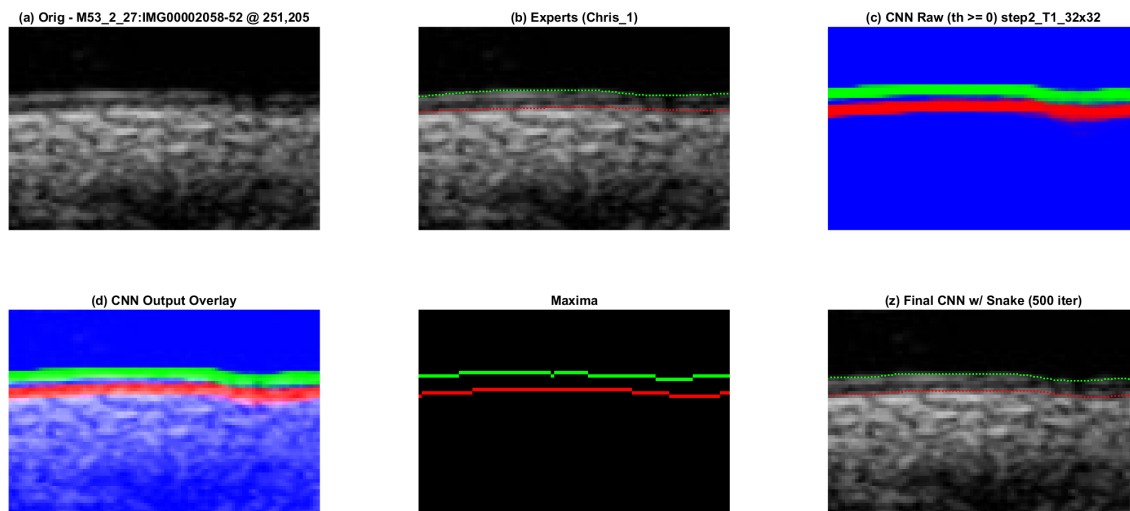 (a) Orig - M53_2_27:IMG00002058-52 @ 251,205
(b) Experts (Chris_1)
(c) CNN Raw (th >= 0) step2_T1_32x32
(d) CNN Output Overlay
Maxima
(z) Final CNN w/ Snake (500 iter)